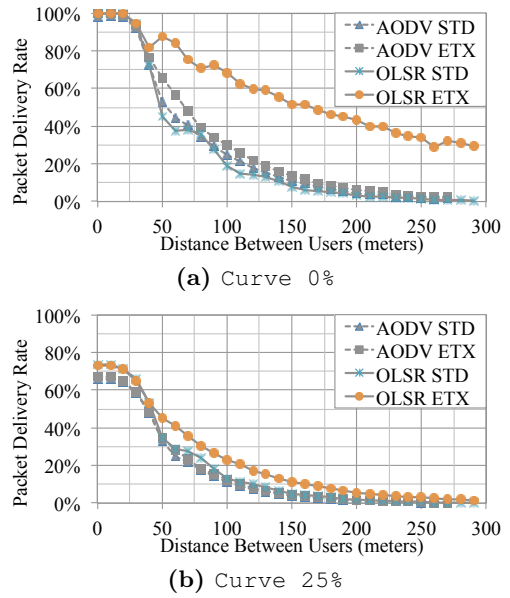 100%
80%
60%
40%
20%
0%
Packet Delivery Rate
AODV STD
AODV ETX
OLSR STD
OLSR ETX
0 50 100 150 200 250 300
Distance Between Users (meters)
(a) Curve 0%
100%
80%
60%
40%
20%
0%
Packet Delivery Rate
AODV STD
AODV ETX
OLSR STD
OLSR ETX
0 50 100 150 200 250 300
Distance Between Users (meters)
(b) Curve 25%